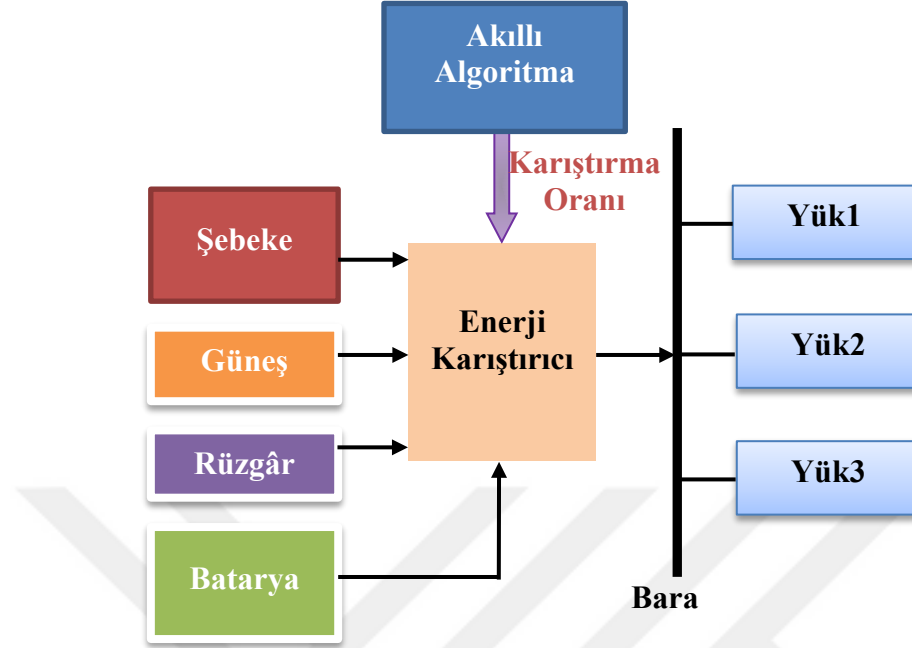 Akıllı
Algoritma
Karıştırma
Oranı
Şebeke
Güneş
Rüzgâr
Batarya
Enerji
Karıştırıcı
Yük1
Yük2
Yük3
Bara